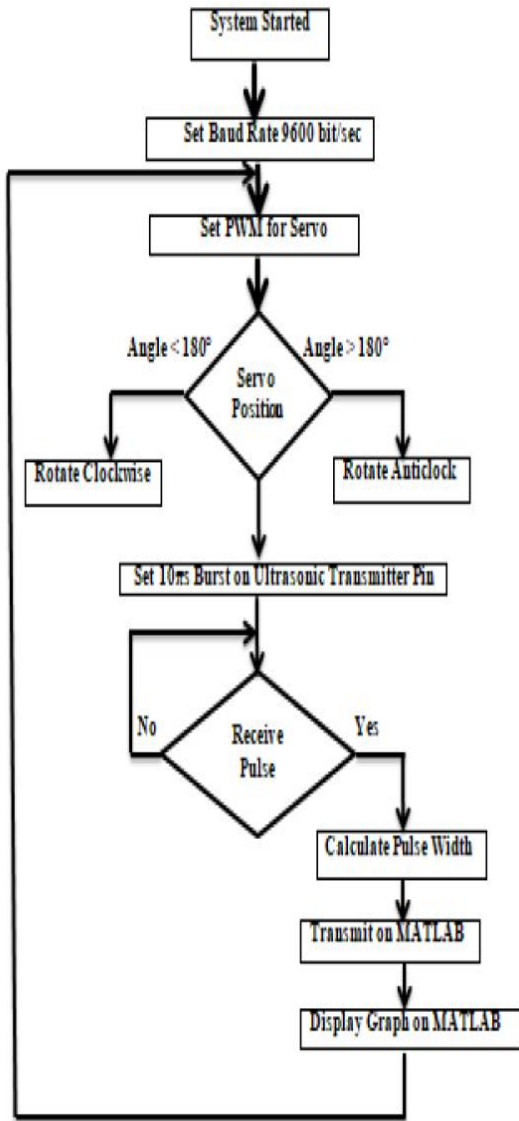 System Started
Set Baud Rate 9600 bit/sec
Set PWM for Servo
Angle < 180°
Angle > 180°
Servo
Position
Rotate Clockwise
Rotate Anticlock
Set 10πs Burst on Ultrasonic Transmitter Pin
No
Yes
Receive
Pulse
Calculate Pulse Width
Transmit on MATLAB
Display Graph on MATLAB